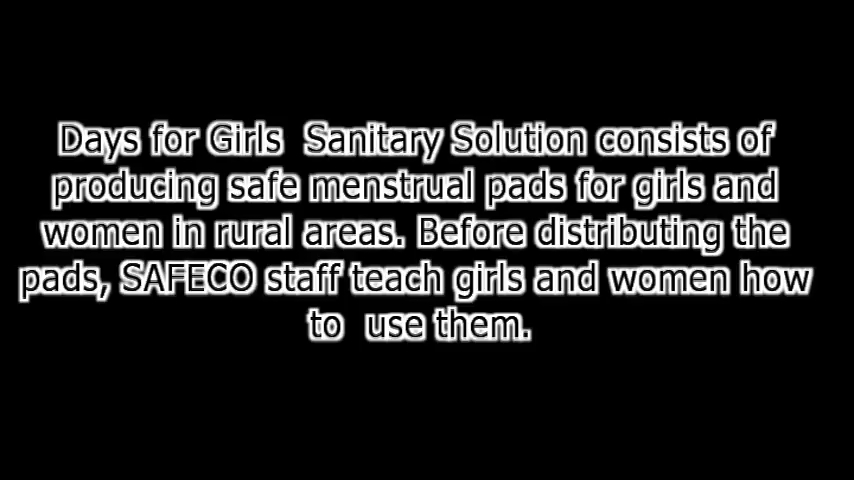 Days for Girls  Sanitary Solution consists of
producing safe menstrual pads for girls and
women in rural areas. Before distributing the
pads, SAFECO staff teach girls and women how
to  use them.